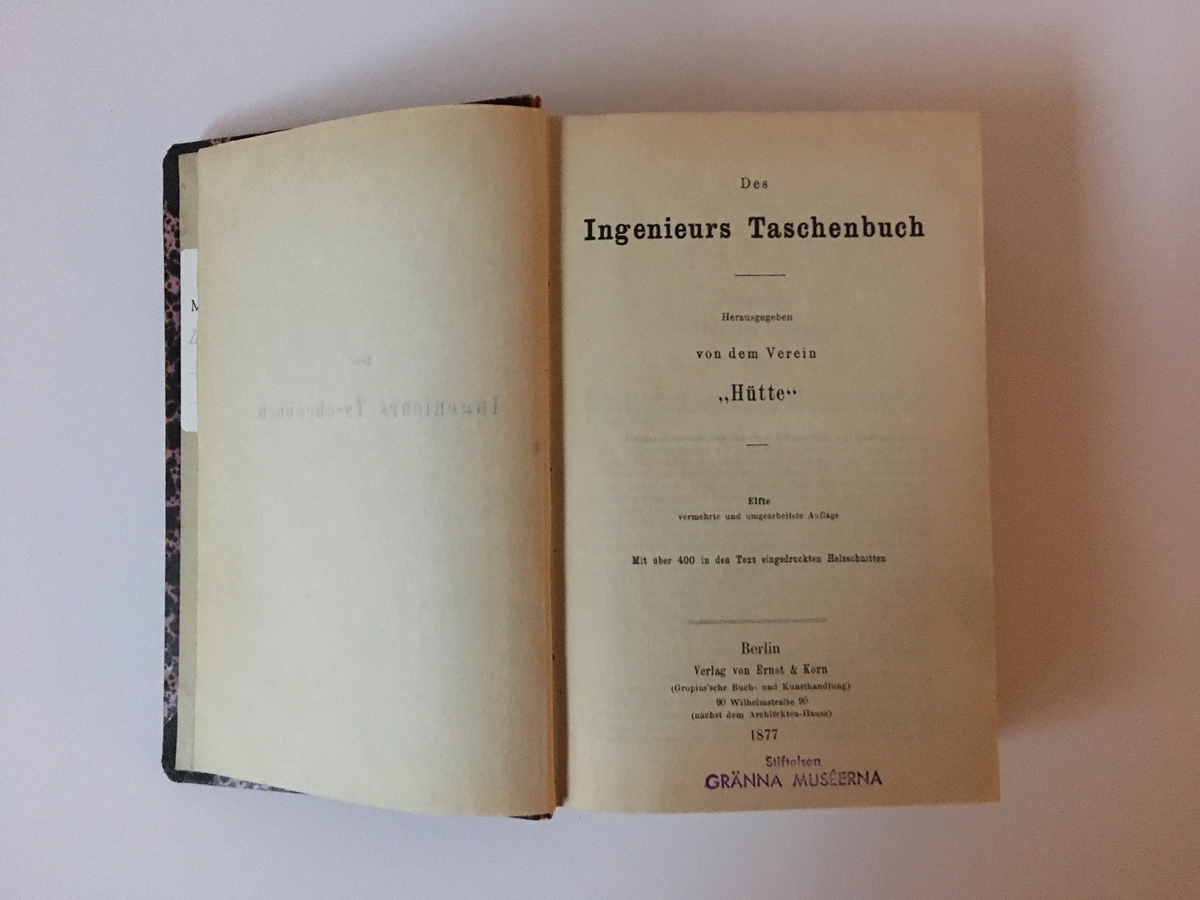 Des
Ingenieurs Taschenbuch
Herausgegeben
von dem Verein
„Hütte“
Elfte
vermehrte und umgearbeitete Auflage
Mit über 400 in den Text eingedruckten Holzschnitten
Berlin
Verlag von Ernst & Korn
(Gropius'sche Buch- und Kunsthandlung)
90 Wilhelmstraße 90
(nächst dem Architekten-Hause)
1877
Stiftelsen
GRÄNNA MUSÉERNA